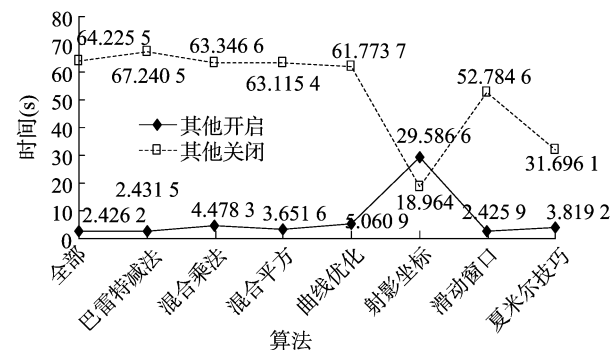 80
70
60
50
40
30
20
10
0
时间(s)
64.225 5
67.240 5
63.346 6
63.115 4
61.773 7
18.964
52.784 6
31.696 1
其他开启
其他关闭
2.426 2
2.431 5
4.478 3
3.651 6
5.060 9
29.586 6
2.425 9
3.819 2
全部
巴雷特减法
混合乘法
混合平方
曲线优化
射影坐标
滑动窗口
夏米尔技巧
算法